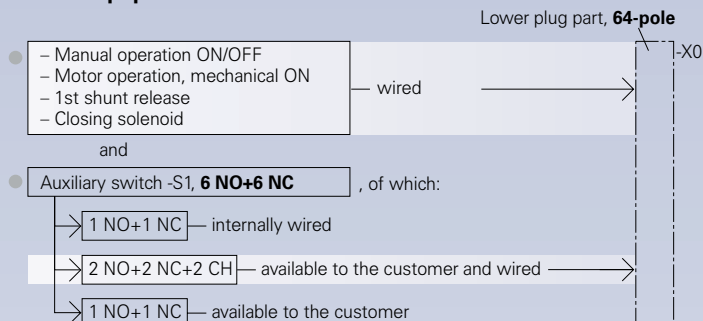 Lower plug part, 64-pole
-X0
– Manual operation ON/OFF
– Motor operation, mechanical ON
– 1st shunt release
– Closing solenoid
wired
and
Auxiliary switch -S1, 6 NO+6 NC , of which:
1 NO+1 NC internally wired
2 NO+2 NC+2 CH available to the customer and wired
1 NO+1 NC available to the customer